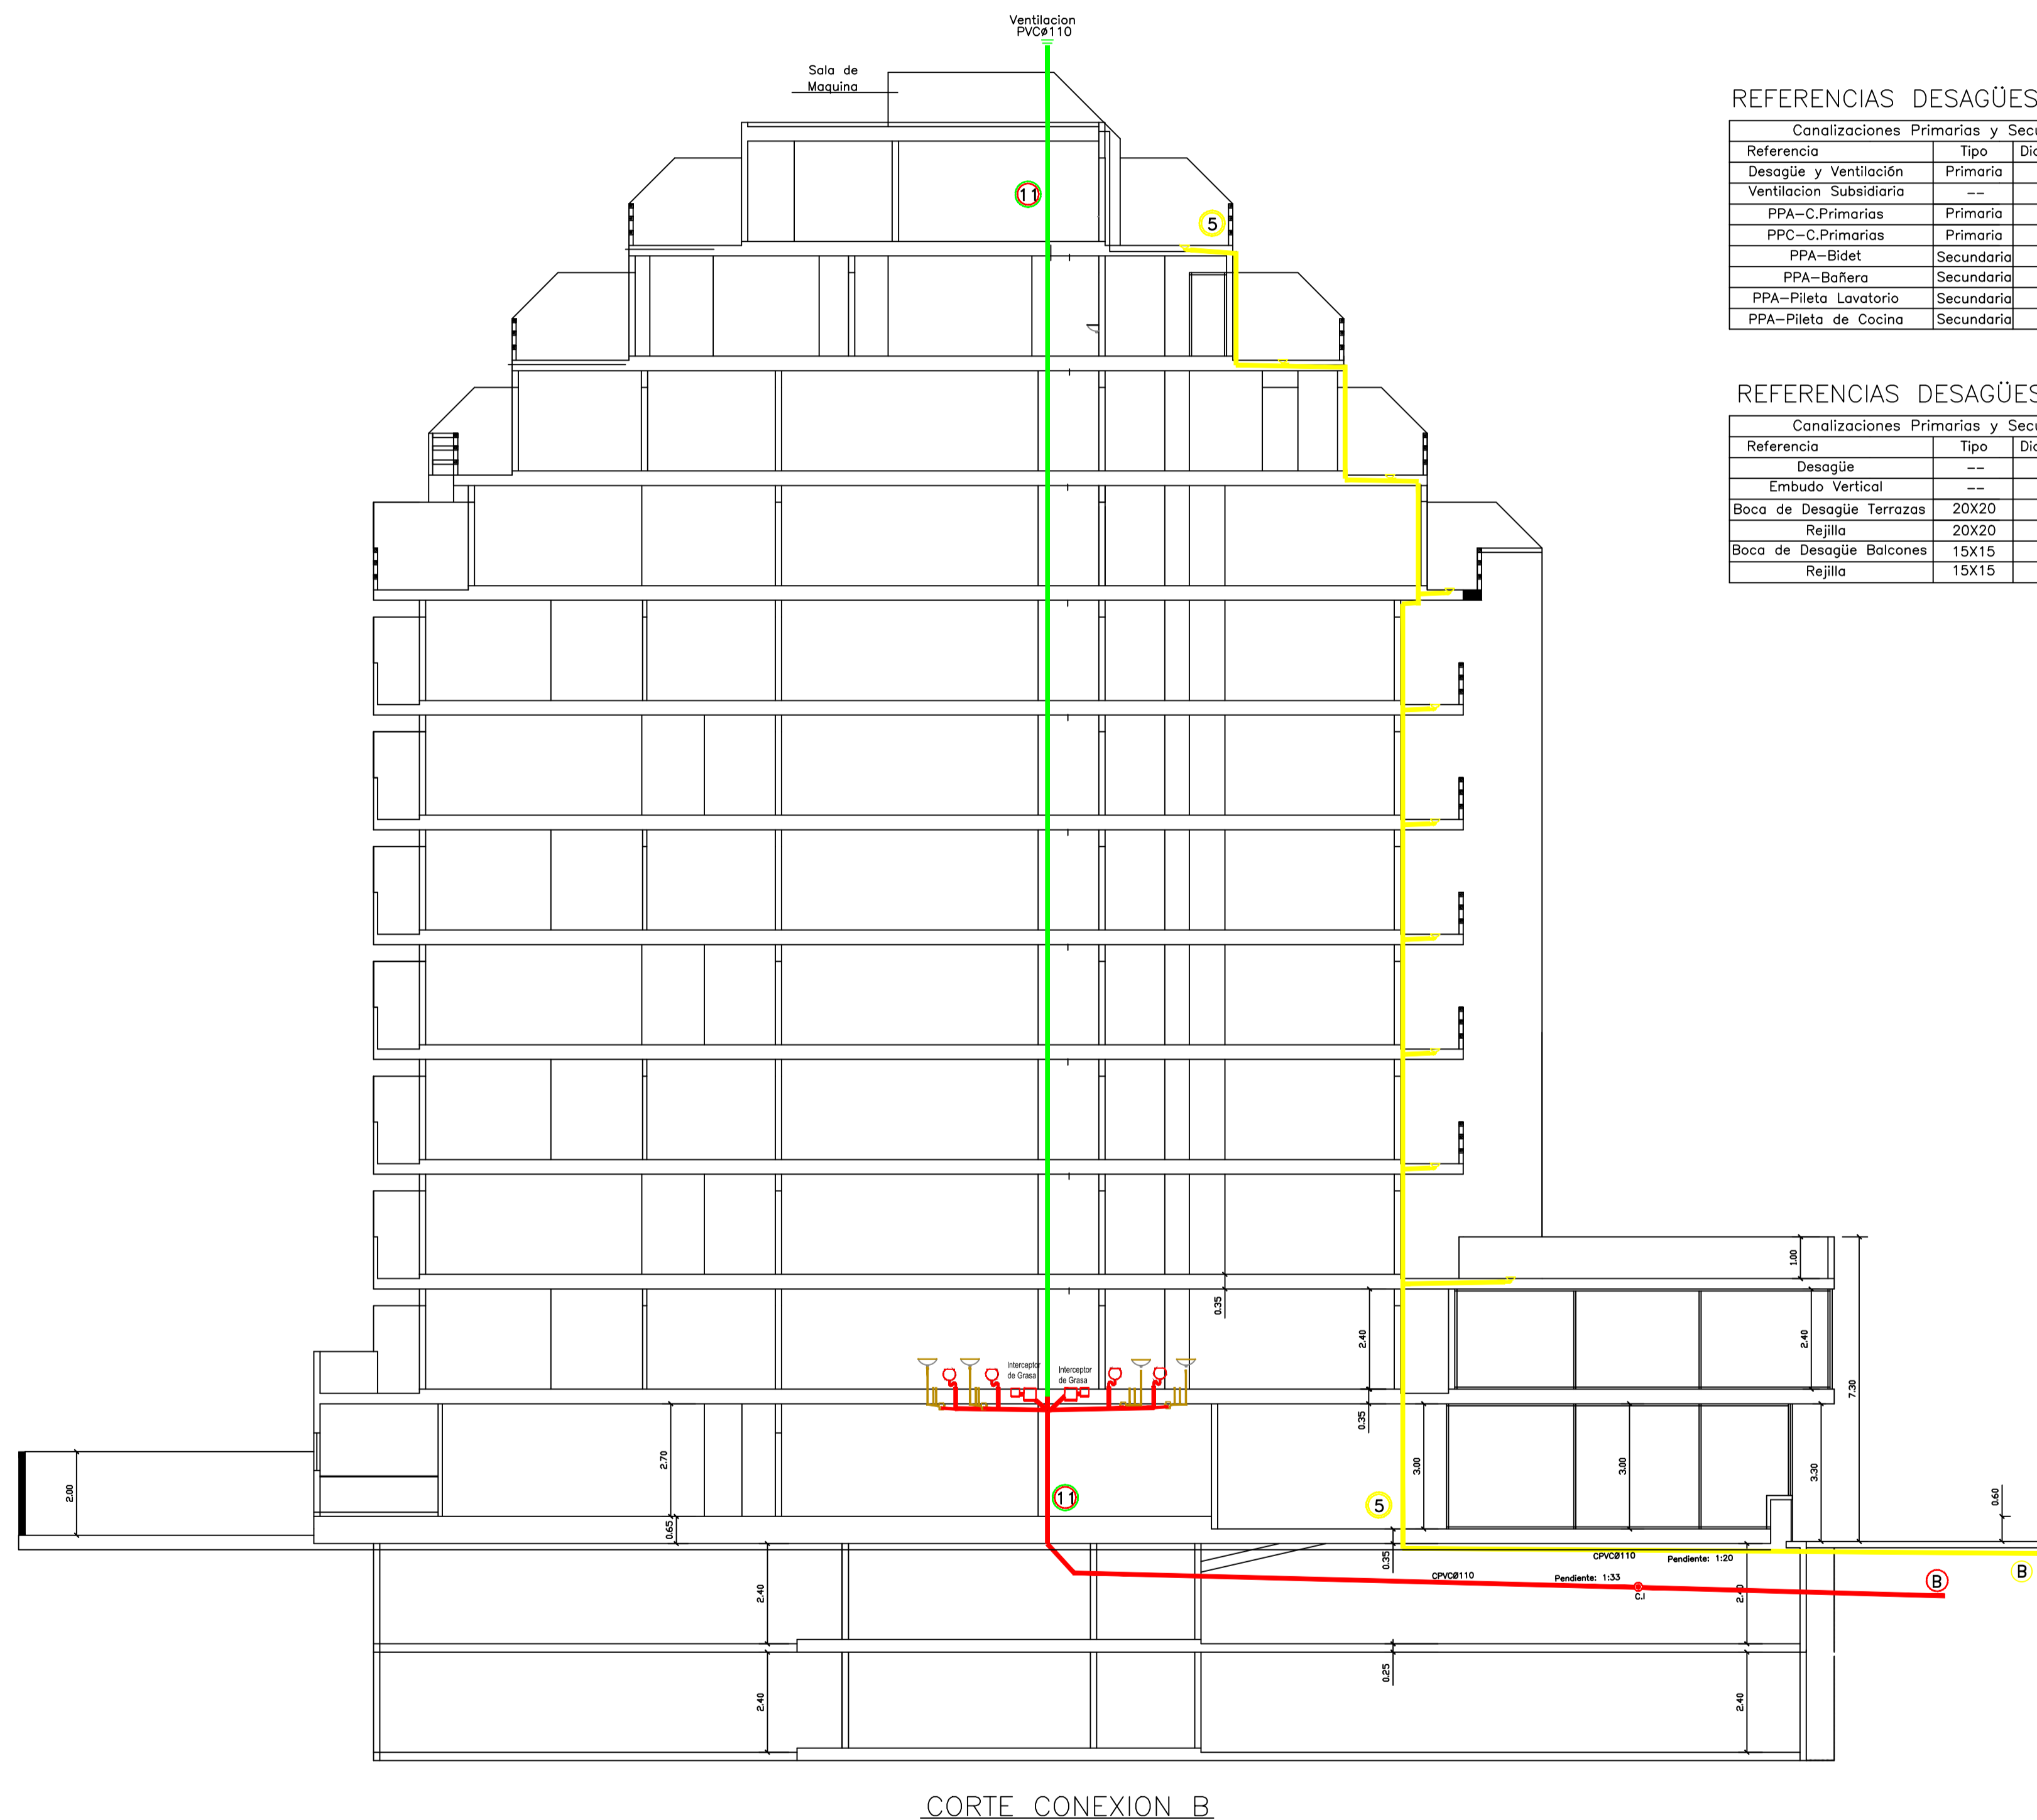 Ventilacion
PVCø110
Sala de
Maquina
11
5
REFERENCIAS DESAGÜES
Canalizaciones Primarias y Secu
Referencia Tipo Dia
Desagüe y Ventilación Primaria
Ventilacion Subsidiaria --
PPA-C.Primarias Primaria
PPC-C.Primarias Primaria
PPA-Bidet Secundaria
PPA-Bañera Secundaria
PPA-Pileta Lavatorio Secundaria
PPA-Pileta de Cocina Secundaria
REFERENCIAS DESAGÜES
Canalizaciones Primarias y Secu
Referencia Tipo Dia
Desagüe --
Embudo Vertical --
Boca de Desagüe Terrazas 20X20
Rejilla 20X20
Boca de Desagüe Balcones 15X15
Rejilla 15X15
1.00
0.35
2.40
2.40
7.30
Interceptor
de Grasa
Interceptor
de Grasa
0.35
2.70
3.00
3.00
3.30
2.00
0.60
11
5
0.65
0.35
CPVCØ110
Pendiente: 1:20
CPVCØ110
Pendiente: 1:33
C.I
B
B
2.40
2.40
0.25
2.40
2.40
CORTE CONEXION B